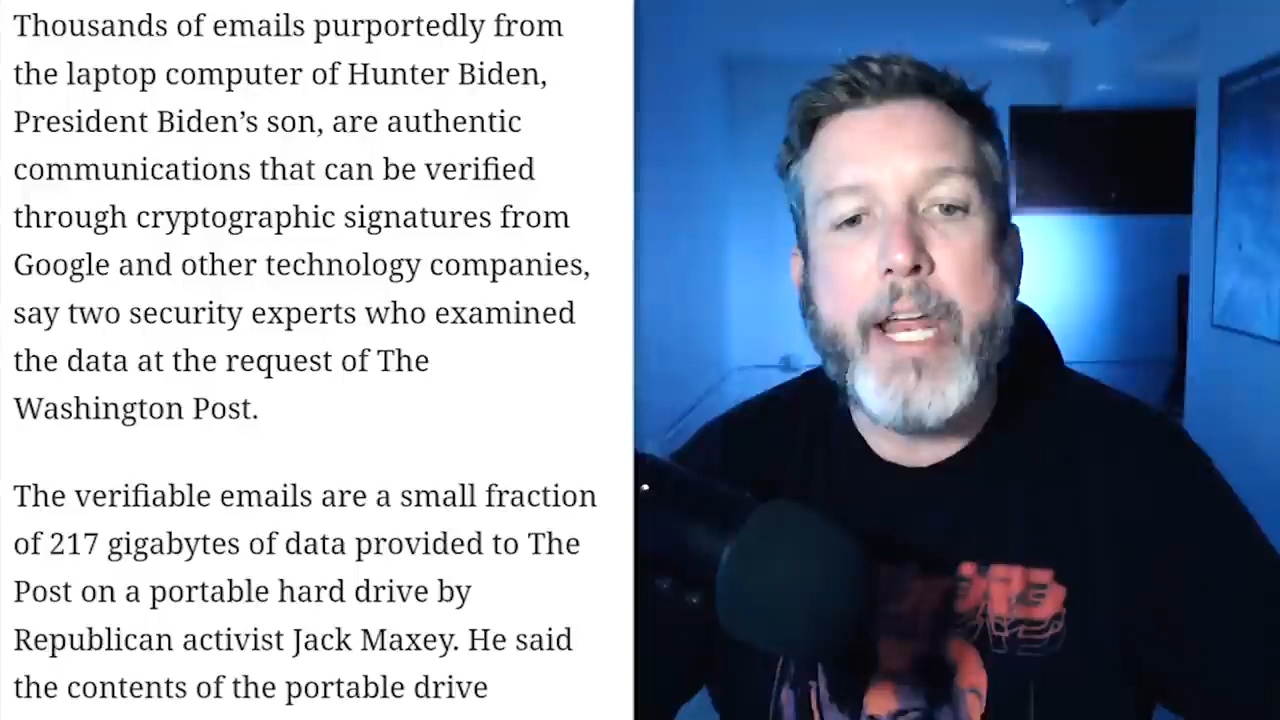 Thousands of emails purportedly from
the laptop computer of Hunter Biden,
President Biden’s son, are authentic
communications that can be verified
through cryptographic signatures from
Google and other technology companies,
say two security experts who examined
the data at the request of The
Washington Post.
The verifiable emails are a small fraction
of 217 gigabytes of data provided to The
Post on a portable hard drive by
Republican activist Jack Maxey. He said
the contents of the portable drive